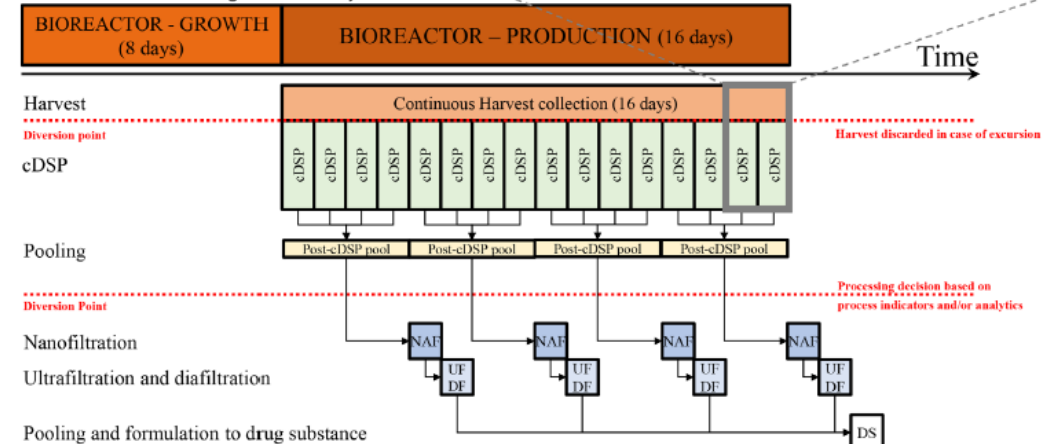 BIOREACTOR - GROWTH
(8 days)
BIOREACTOR – PRODUCTION (16 days)
Time
Harvest
Continuous Harvest collection (16 days)
Diversion point
Harvest discarded in case of excursion
cDSP
cDSP cDSP cDSP cDSP cDSP cDSP cDSP cDSP cDSP cDSP cDSP cDSP cDSP cDSP cDSP cDSP
Pooling
Post-cDSP pool Post-cDSP pool Post-cDSP pool Post-cDSP pool
Processing decision based on
Diversion Point
process indicators and/or analytics
Nanofiltration
NAF NAF NAF NAF
Ultrafiltration and diafiltration
UF UF UF UF
DF DF DF DF
Pooling and formulation to drug substance
DS